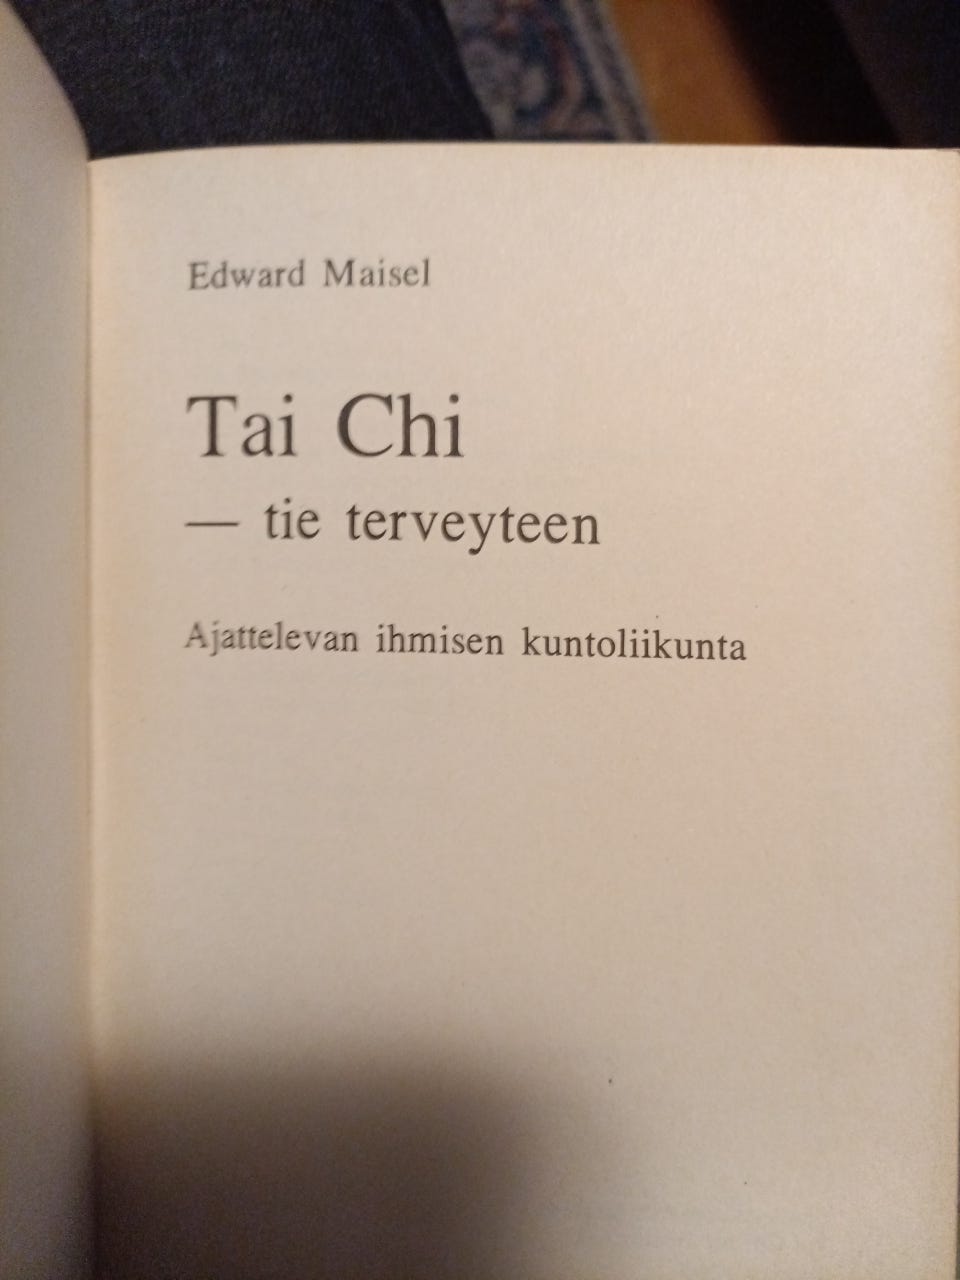 Edward Maisel
Tai Chi
— tie terveyteen
Ajattelevan ihmisen kuntoliikunta